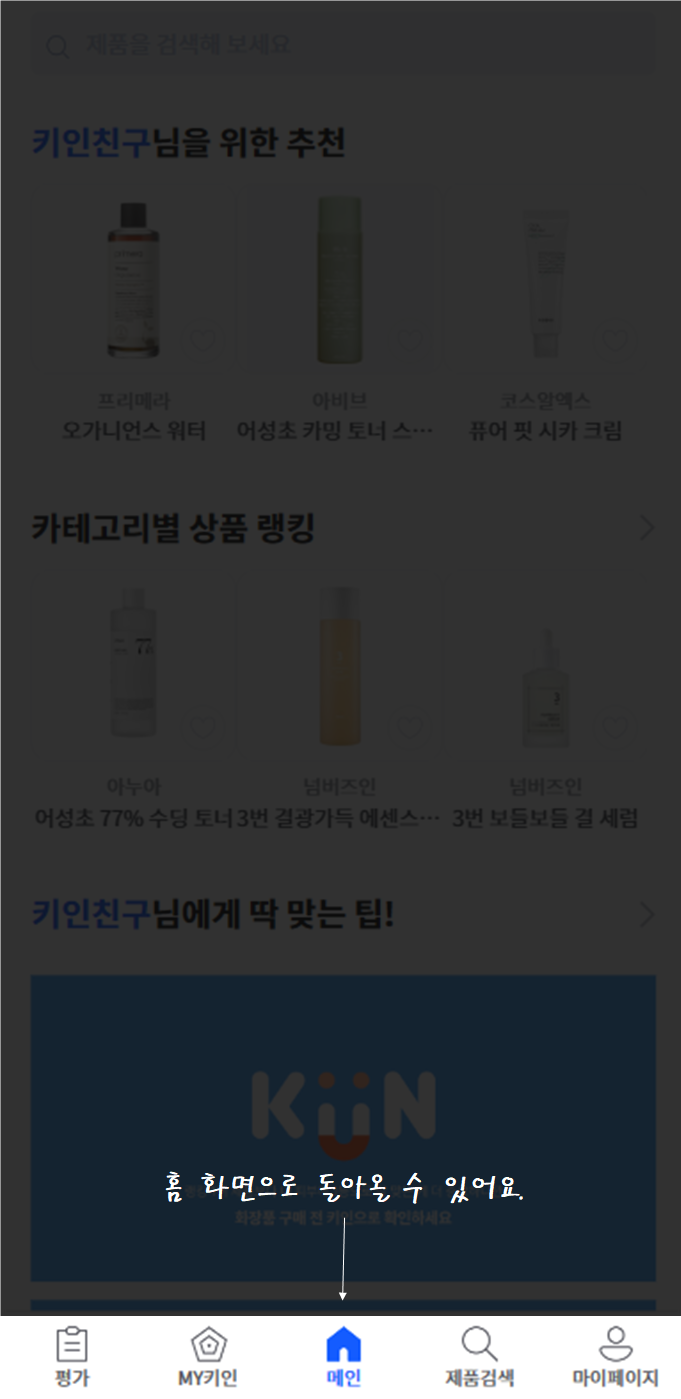 제품을 검색해 보세요
키인친구님을 위한 추천
프리메라
오가니언스 워터
아비브
어성초 카밍 토너 스…
코스알엑스
퓨어 핏 시카 크림
카테고리별 상품 랭킹
77
3
아누아
어성초 77% 수딩 토너
넘버즈인
3번 결광가득 에센스…
넘버즈인
3번 보들보들 결 세럼
키인친구님에게 딱 맞는 팁!
KiiN
홈 화면으로 돌아올 수 있어요.
화장품 구매 전 키인으로 확인하세요
평가
MY키인
메인
제품검색
마이페이지